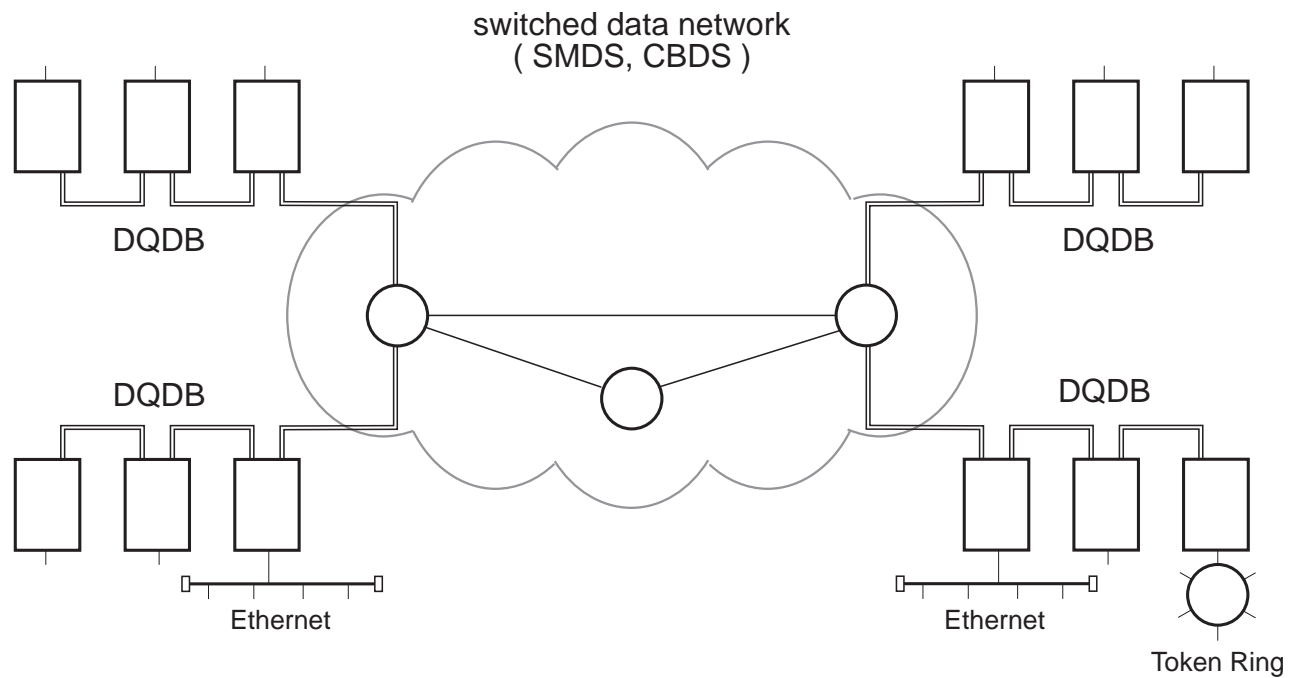 switched data network
( SMDS, CBDS )
DQDB
DQDB
DQDB
DQDB
Ethernet
Ethernet
Token Ring